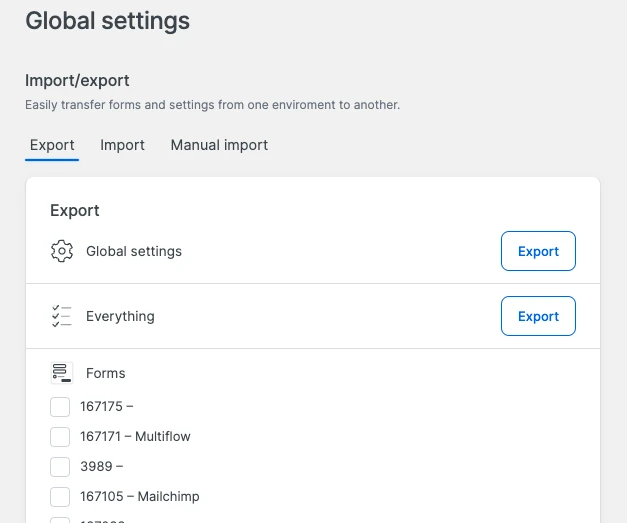 Global settings
Import/export
Easily transfer forms and settings from one enviroment to another.
Export Import Manual import
Export
Global settings Export
Everything Export
Forms
167175 –
167171 – Multiflow
3989 –
167105 – Mailchimp